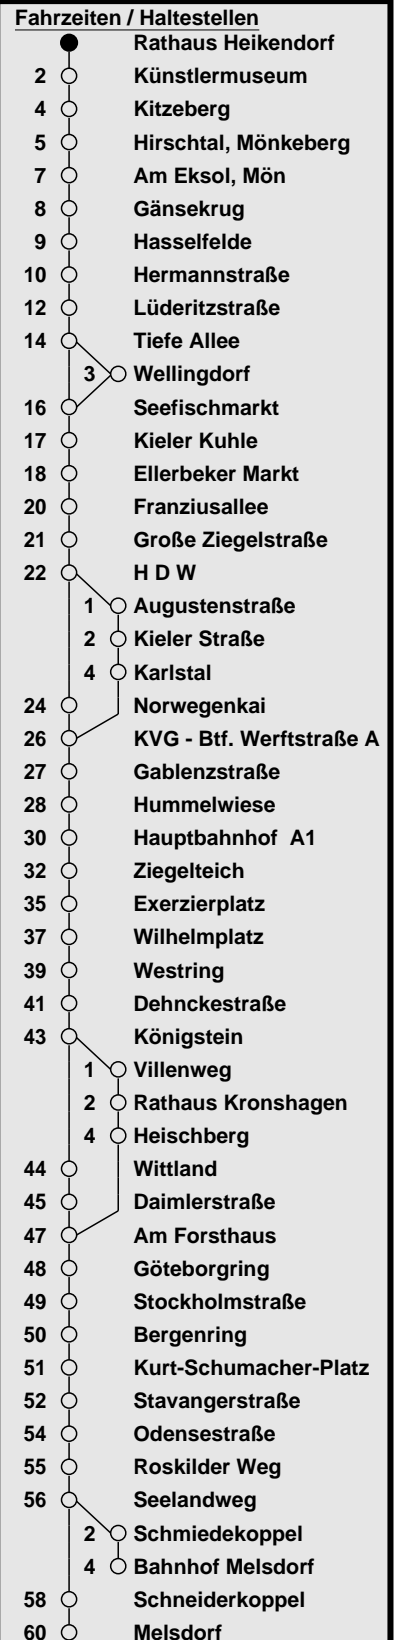 Fahrzeiten / Haltestellen
Rathaus Heikendorf
2 Künstlermuseum
4 Kitzeberg
5 Hirschtal, Mönkeberg
7 Am Eksol, Mön
8 Gänsekrug
9 Hasselfelde
10 Hermannstraße
12 Lüderitzstraße
14 Tiefe Allee
3 Wellingdorf
16 Seefischmarkt
17 Kieler Kuhle
18 Ellerbeker Markt
20 Franziusallee
21 Große Ziegelstraße
22 H D W
1 Augustenstraße
2 Kieler Straße
4 Karlstal
24 Norwegenkai
26 KVG - Btf. Werftstraße A
27 Gablenzstraße
28 Hummelwiese
30 Hauptbahnhof A1
32 Ziegelteich
35 Exerzierplatz
37 Wilhelmplatz
39 Westring
41 Dehnckestraße
43 Königstein
1 Villenweg
2 Rathaus Kronshagen
4 Heischberg
44 Wittland
45 Daimlerstraße
47 Am Forsthaus
48 Göteborgring
49 Stockholmstraße
50 Bergenring
51 Kurt-Schumacher-Platz
52 Stavangerstraße
54 Odensestraße
55 Roskilder Weg
56 Seelandweg
2 Schmiedekoppel
4 Bahnhof Melsdorf
58 Schneiderkoppel
60 Melsdorf